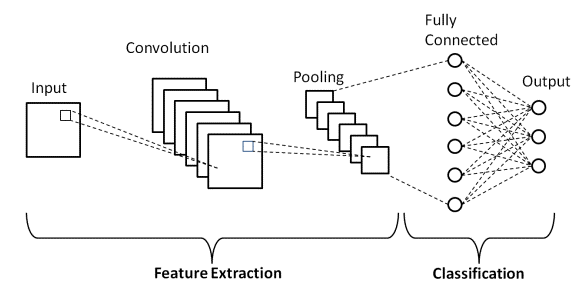 Fully
Connected
Convolution
Pooling
Input
Output
Feature Extraction
Classification